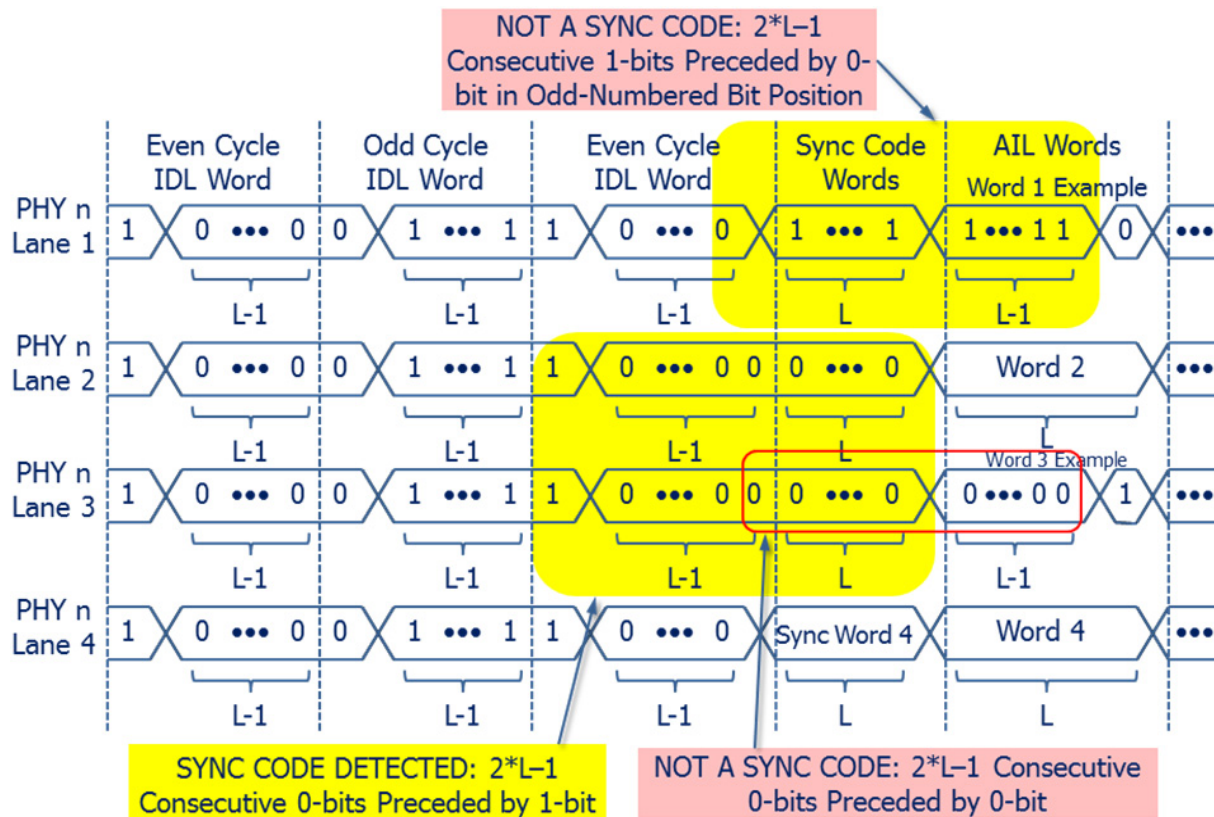 NOT A SYNC CODE: 2*L–1
Consecutive 1-bits Preceded by 0-
bit in Odd-Numbered Bit Position
Even Cycle
IDL Word
Odd Cycle
IDL Word
Even Cycle
IDL Word
Sync Code
Words
AIL Words
Word 1 Example
PHY n
Lane 1
1 0 ••• 0 0 1 ••• 1 1 0 ••• 0 1 ••• 1 1 ••• 1 1 0 ••••
L-1 L-1 L-1 L L-1
PHY n
Lane 2
1 0 ••• 0 0 1 ••• 1 1 0 ••• 0 0 0 ••• 0 Word 2 ••••
L-1 L-1 L-1 L L
Word 3 Example
PHY n
Lane 3
1 0 ••• 0 0 1 ••• 1 1 0 ••• 0 0 0 ••• 0 0 ••• 0 0 1 ••••
L-1 L-1 L-1 L L-1
PHY n
Lane 4
1 0 ••• 0 0 1 ••• 1 1 0 ••• 0 Sync Word 4 Word 4 ••••
L-1 L-1 L-1 L L
SYNC CODE DETECTED: 2*L–1
Consecutive 0-bits Preceded by 1-bit
NOT A SYNC CODE: 2*L–1 Consecutive
0-bits Preceded by 0-bit